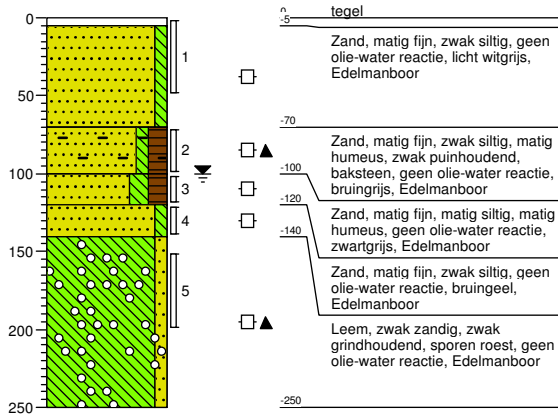 0
50
100
150
200
250
1
2
3
4
5
0
tegel
-5
Zand, matig fijn, zwak siltig, geen
olie-water reactie, licht witgrijs,
Edelmanboor
-70
Zand, matig fijn, zwak siltig, matig
humeus, zwak puinhoudend,
baksteen, geen olie-water reactie,
bruingrijs, Edelmanboor
-100
Zand, matig fijn, matig siltig, matig
humeus, geen olie-water reactie,
zwartgrijs, Edelmanboor
-120
Zand, matig fijn, zwak siltig, geen
olie-water reactie, bruingeel,
Edelmanboor
-140
Leem, zwak zandig, zwak
grindhoudend, sporen roest, geen
olie-water reactie, Edelmanboor
-250